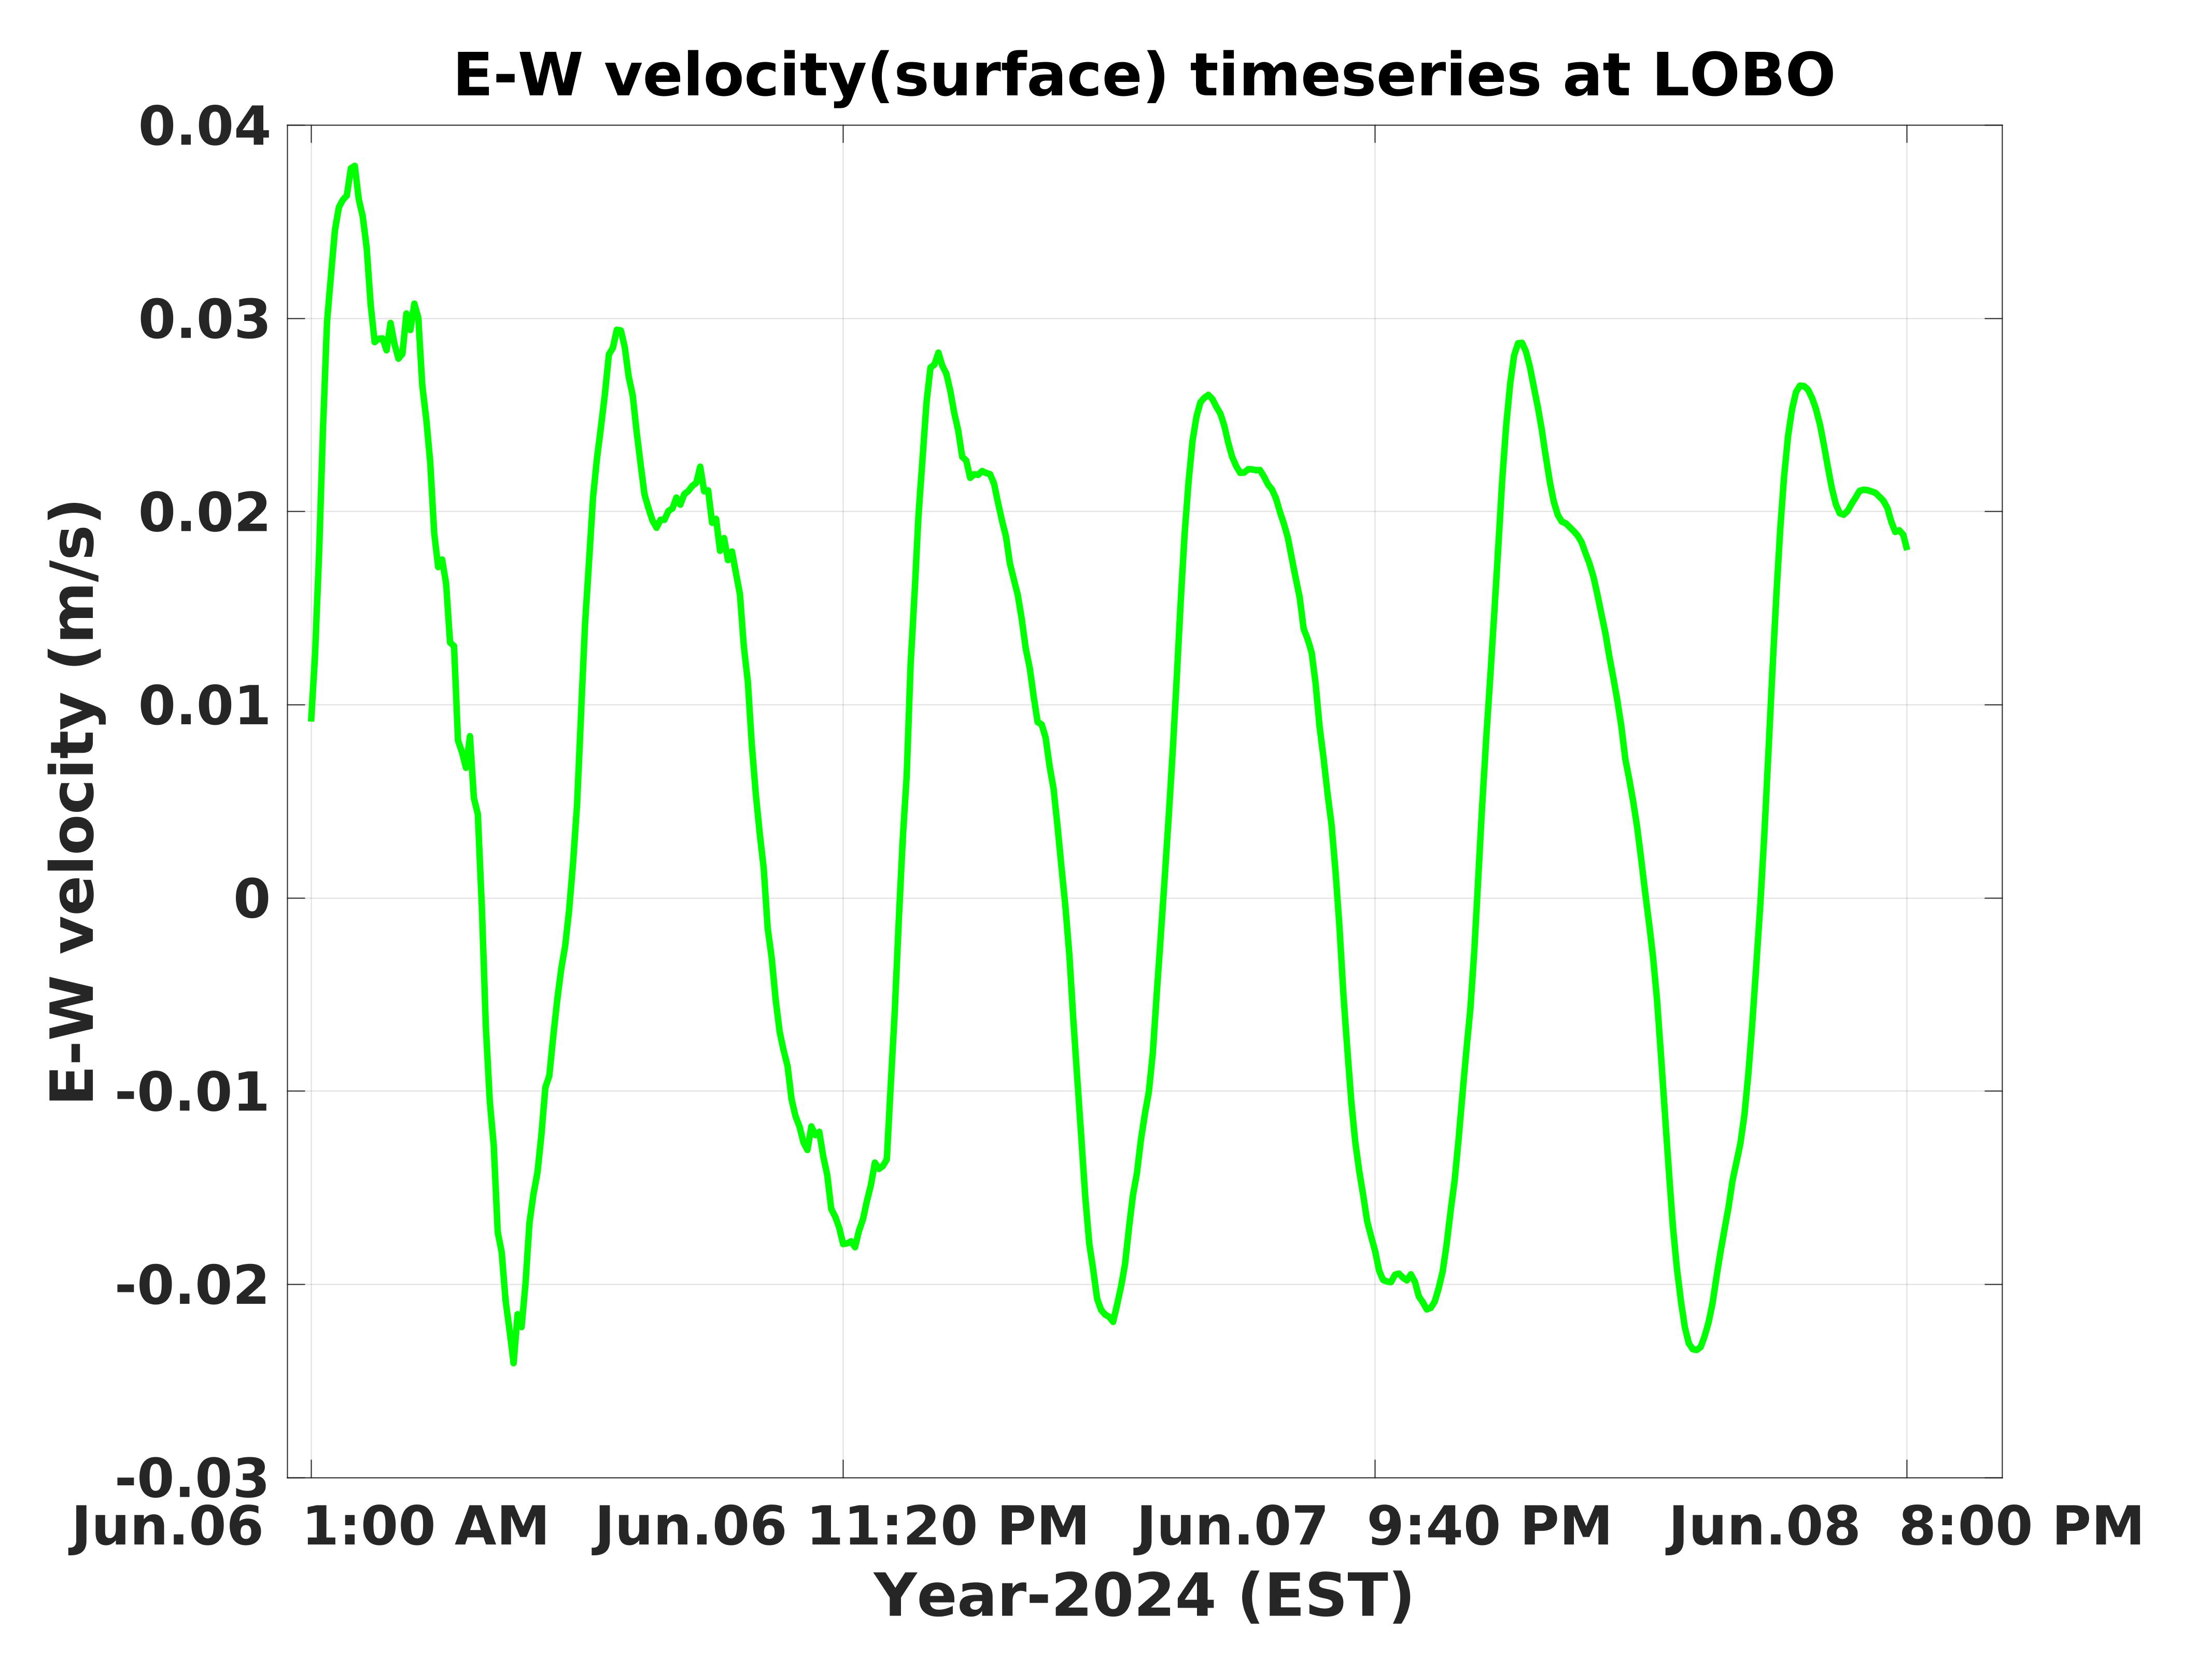 E-W velocity(surface) timeseries at LOBO
E-W velocity (m/s)
0.04
0.03
0.02
0.01
0
-0.01
-0.02
-0.03
Jun.06 1:00 AM Jun.06 11:20 PM Jun.07 9:40 PM Jun.08 8:00 PM
Year-2024 (EST)